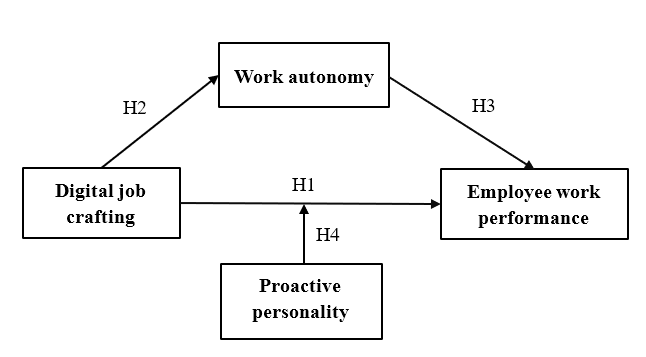 Work autonomy
H2
H3
Digital job
crafting
H1
Employee work
performance
H4
Proactive
personality